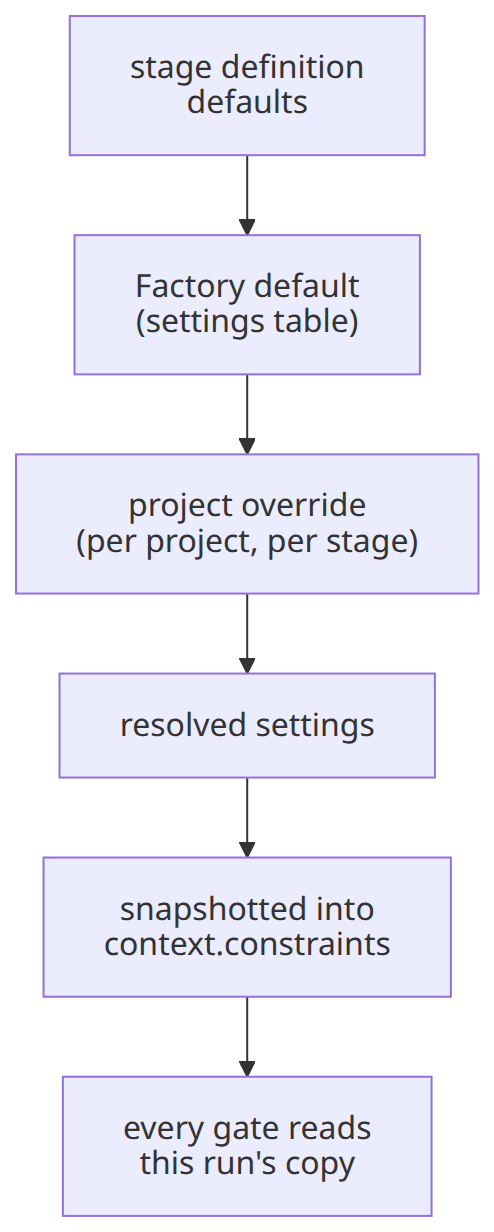 stage definition
defaults
Factory default
(settings table)
project override
(per project, per stage)
resolved settings
snapshotted into
context.constraints
every gate reads
this run's copy